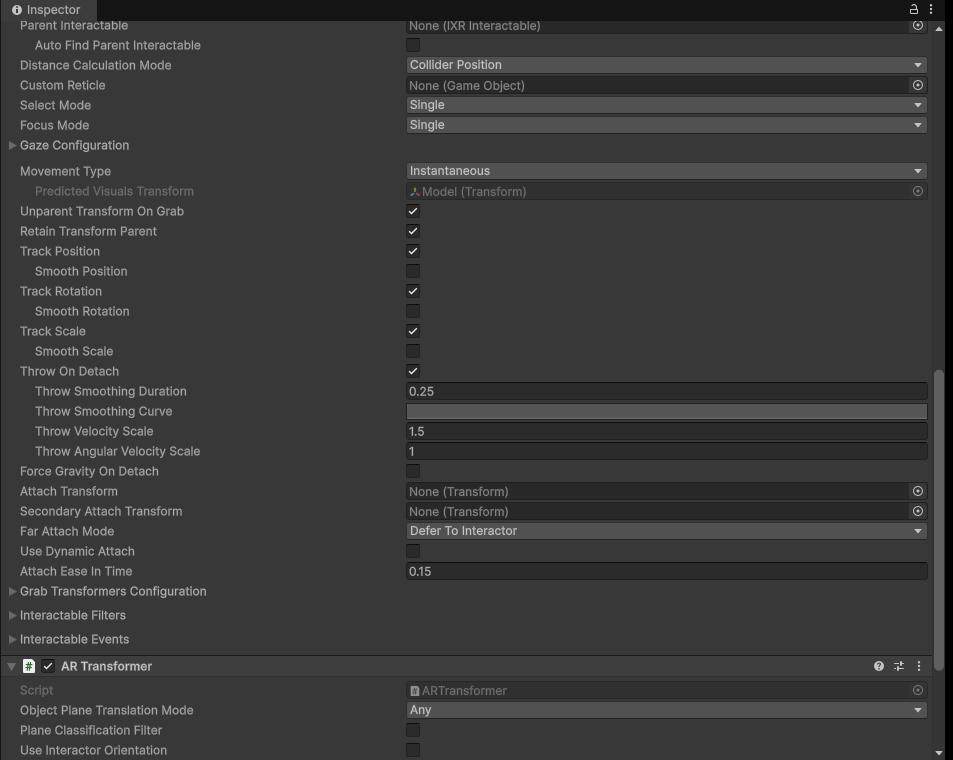 Inspector
Parent Interactable None (IXR Interactable)
Auto Find Parent Interactable
Distance Calculation Mode Collider Position
Custom Reticle None (Game Object)
Select Mode Single
Focus Mode Single
Gaze Configuration
Movement Type Instantaneous
Predicted Visuals Transform Model (Transform)
Unparent Transform On Grab
Retain Transform Parent
Track Position
Smooth Position
Track Rotation
Smooth Rotation
Track Scale
Smooth Scale
Throw On Detach
Throw Smoothing Duration 0.25
Throw Smoothing Curve
Throw Velocity Scale 1.5
Throw Angular Velocity Scale 1
Force Gravity On Detach
Attach Transform None (Transform)
Secondary Attach Transform None (Transform)
Far Attach Mode Defer To Interactor
Use Dynamic Attach
Attach Ease In Time 0.15
Grab Transformers Configuration
Interactable Filters
Interactable Events
# AR Transformer
Script # ARTransformer
Object Plane Translation Mode Any
Plane Classification Filter
Use Interactor Orientation